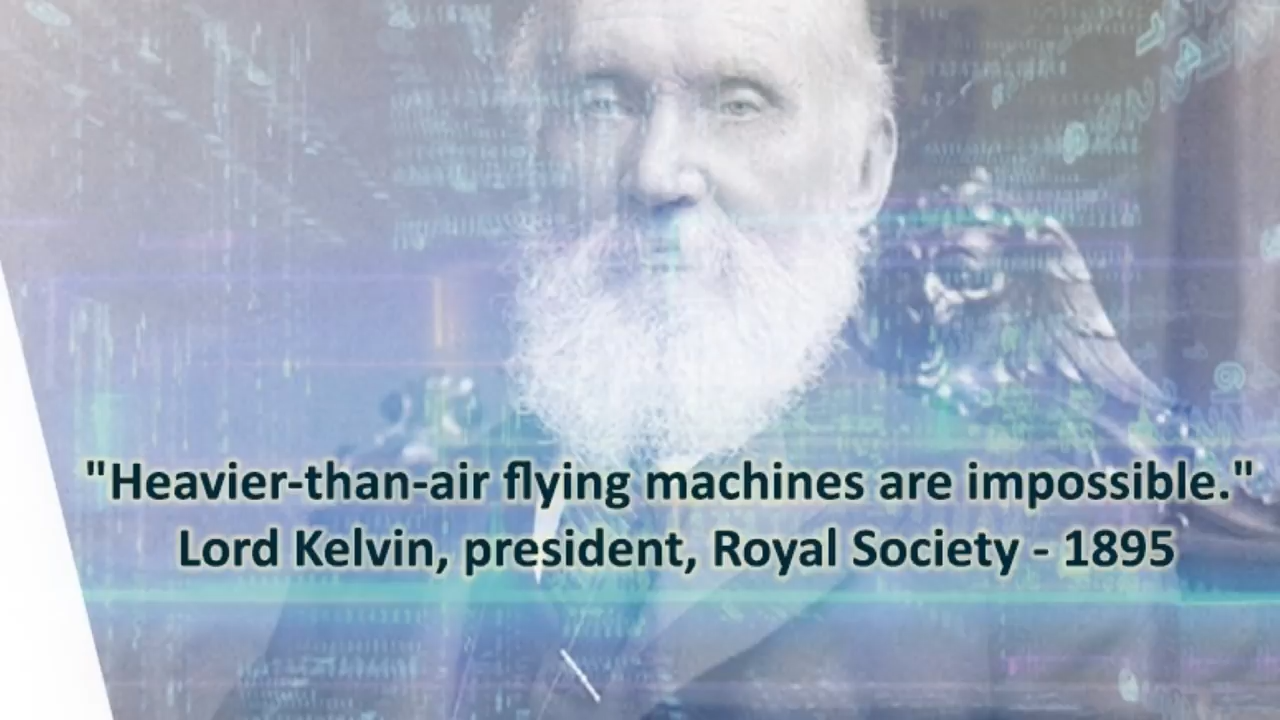 "Heavier-than-air flying machines are impossible."
Lord Kelvin, president, Royal Society - 1895